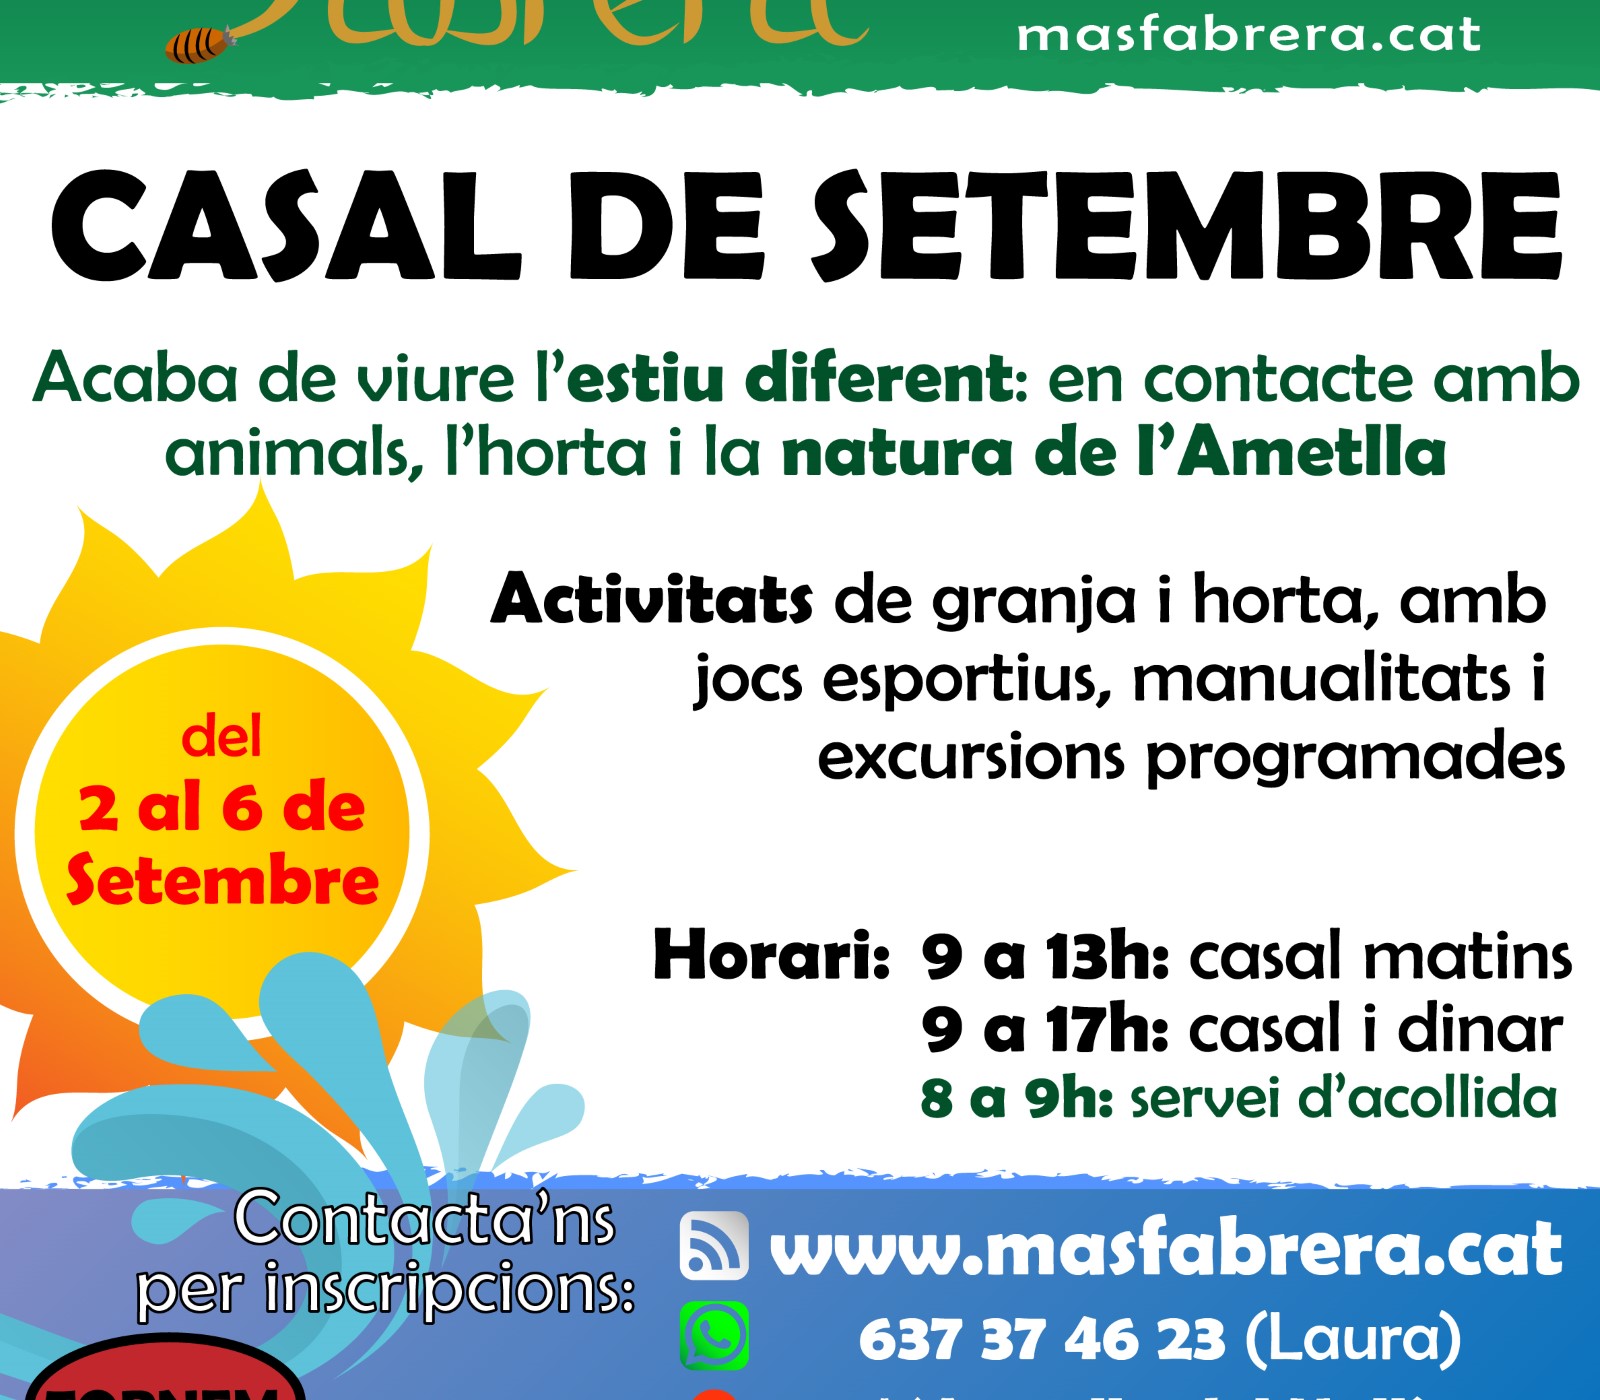 masfabrera.cat
CASAL DE SETEMBRE
Acaba de viure l’estiu diferent: en contacte amb
animals, l’horta i la natura de l’Ametlla
Activitats de granja i horta, amb
jocs esportius, manualitats i
excursions programades
del
2 al 6 de
Setembre
Horari: 9 a 13h: casal matins
9 a 17h: casal i dinar
8 a 9h: servei d’acollida
Contacta’ns
per inscripcions:
www.masfabrera.cat
637 37 46 23 (Laura)